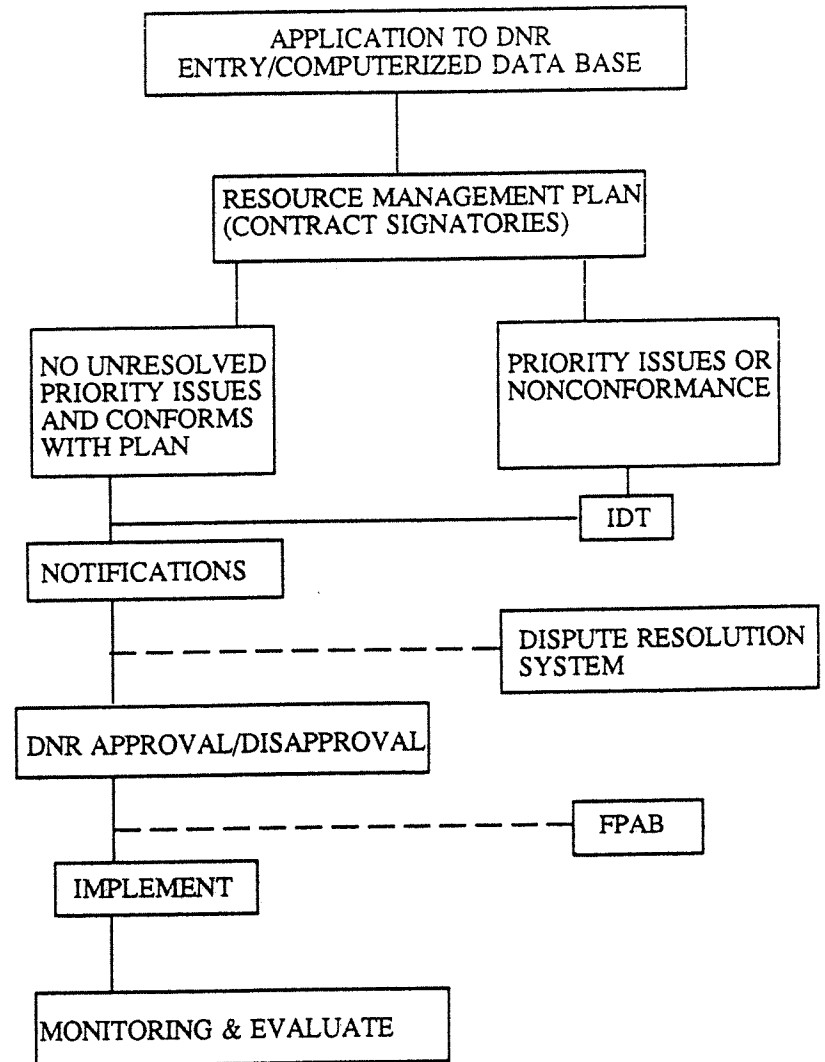 APPLICATION TO DNR
ENTRY/COMPUTERIZED DATA BASE
RESOURCE MANAGEMENT PLAN
(CONTRACT SIGNATORIES)
NO UNRESOLVED
PRIORITY ISSUES
AND CONFORMS
WITH PLAN
PRIORITY ISSUES OR
NONCONFORMANCE
IDT
NOTIFICATIONS
DISPUTE RESOLUTION
SYSTEM
DNR APPROVAL/DISAPPROVAL
FPAB
IMPLEMENT
MONITORING & EVALUATE